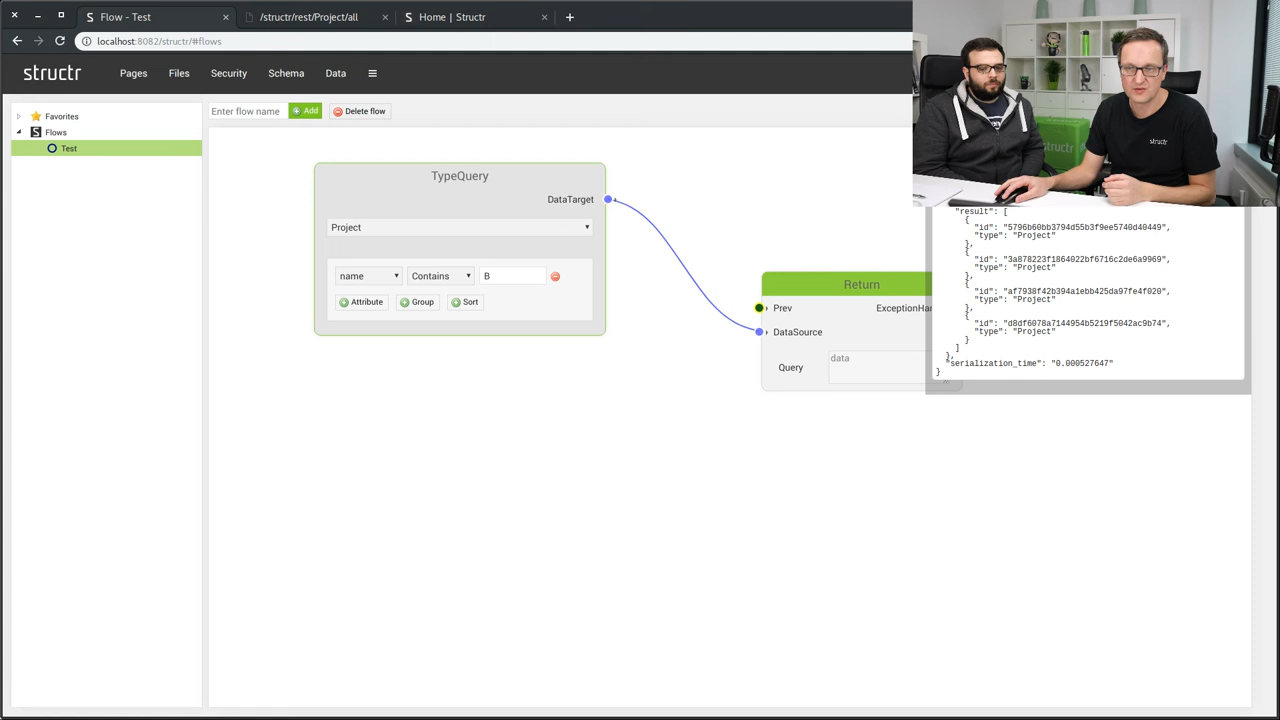 Flow - Test
/structr/rest/Project/all
Home | Structr
localhost:8082/structr/#flows
structr
Pages
Files
Security
Schema
Data
Favorites
Flows
Test
Enter flow name
Add
Delete flow
TypeQuery
DataTarget
Project
name
Contains
B
Attribute
Group
Sort
Return
Prev
ExceptionHan
DataSource
Query
data
structr
structr
"result": [
{
"id": "5796b60bb3794d55b3f9ee5740d40449",
"type": "Project"
},
{
"id": "3a878223f1864022bf6716c2de6a9969",
"type": "Project"
},
{
"id": "af7938f42b394a1ebb425da97fe4f020",
"type": "Project"
},
{
"id": "d8df6078a7144954b5219f5042ac9b74",
"type": "Project"
}
]
},
"serialization_time": "0.000527647"
}